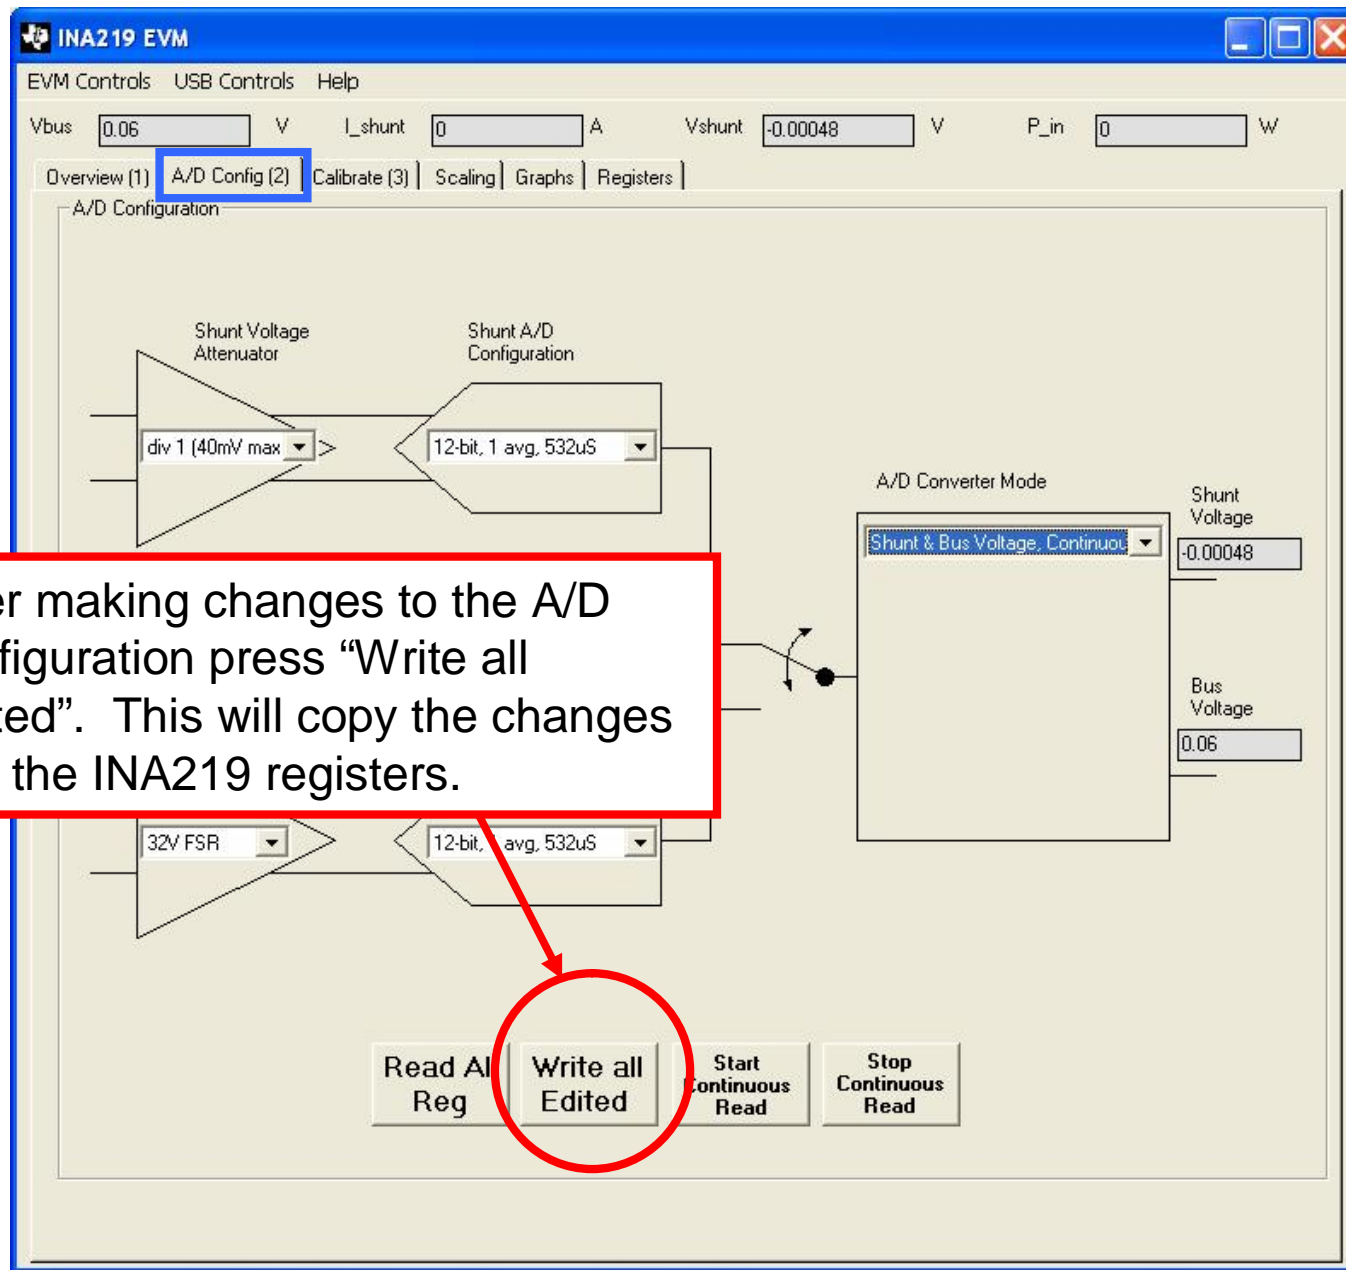 INA219 EVM
EVM Controls USB Controls Help
Vbus 0.06 V I_shunt 0 A Vshunt -0.00048 V P_in 0 W
Overview (1) A/D Config (2) Calibrate (3) Scaling Graphs Registers
A/D Configuration
Shunt Voltage
Attenuator
Shunt A/D
Configuration
div 1 (40mV max
12-bit, 1 avg, 532uS
A/D Converter Mode
Shunt & Bus Voltage, Continuou
Shunt
Voltage
-0.00048
er making changes to the A/D
figuration press “Write all
ted”. This will copy the changes
the INA219 registers.
Bus
Voltage
0.06
32V FSR
12-bit, avg, 532uS
Read Al
Reg
Write all
Edited
Start
Continuous
Read
Stop
Continuous
Read